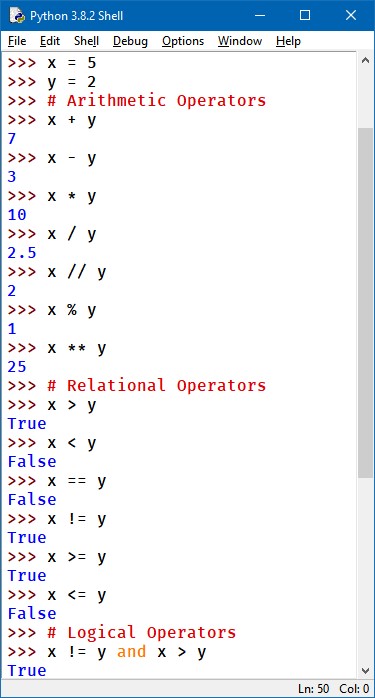 Python 3.8.2 Shell
File Edit Shell Debug Options Window Help
>>> x = 5
>>> y = 2
>>> # Arithmetic Operators
>>> x + y
7
>>> x - y
3
>>> x * y
10
>>> x / y
2.5
>>> x // y
2
>>> x % y
1
>>> x ** y
25
>>> # Relational Operators
>>> x > y
True
>>> x < y
False
>>> x == y
False
>>> x != y
True
>>> x >= y
True
>>> x <= y
False
>>> # Logical Operators
>>> x != y and x > y
True
Ln: 50 Col: 0